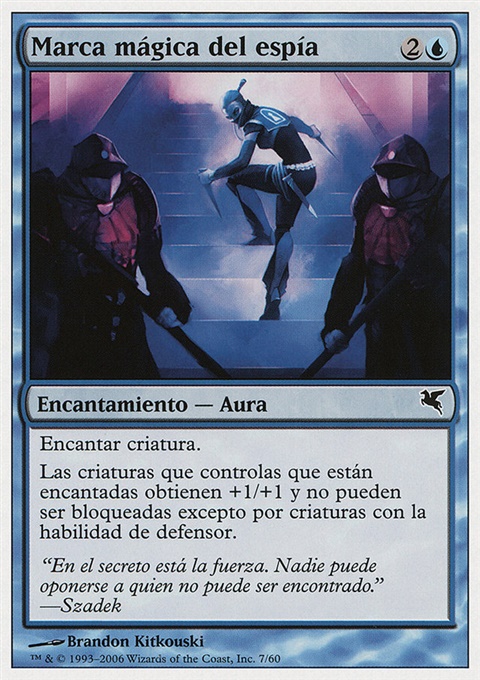 Marca mágica del espía 2
Encantamiento — Aura
Encantar criatura.
Las criaturas que controlas que están
encantadas obtienen +1/+1 y no pueden
ser bloqueadas excepto por criaturas con la
habilidad de defensor.
“En el secreto está la fuerza. Nadie puede
oponerse a quien no puede ser encontrado.”
—Szadek
Brandon Kitkouski
™ & © 1993–2006 Wizards of the Coast, Inc. 7/60